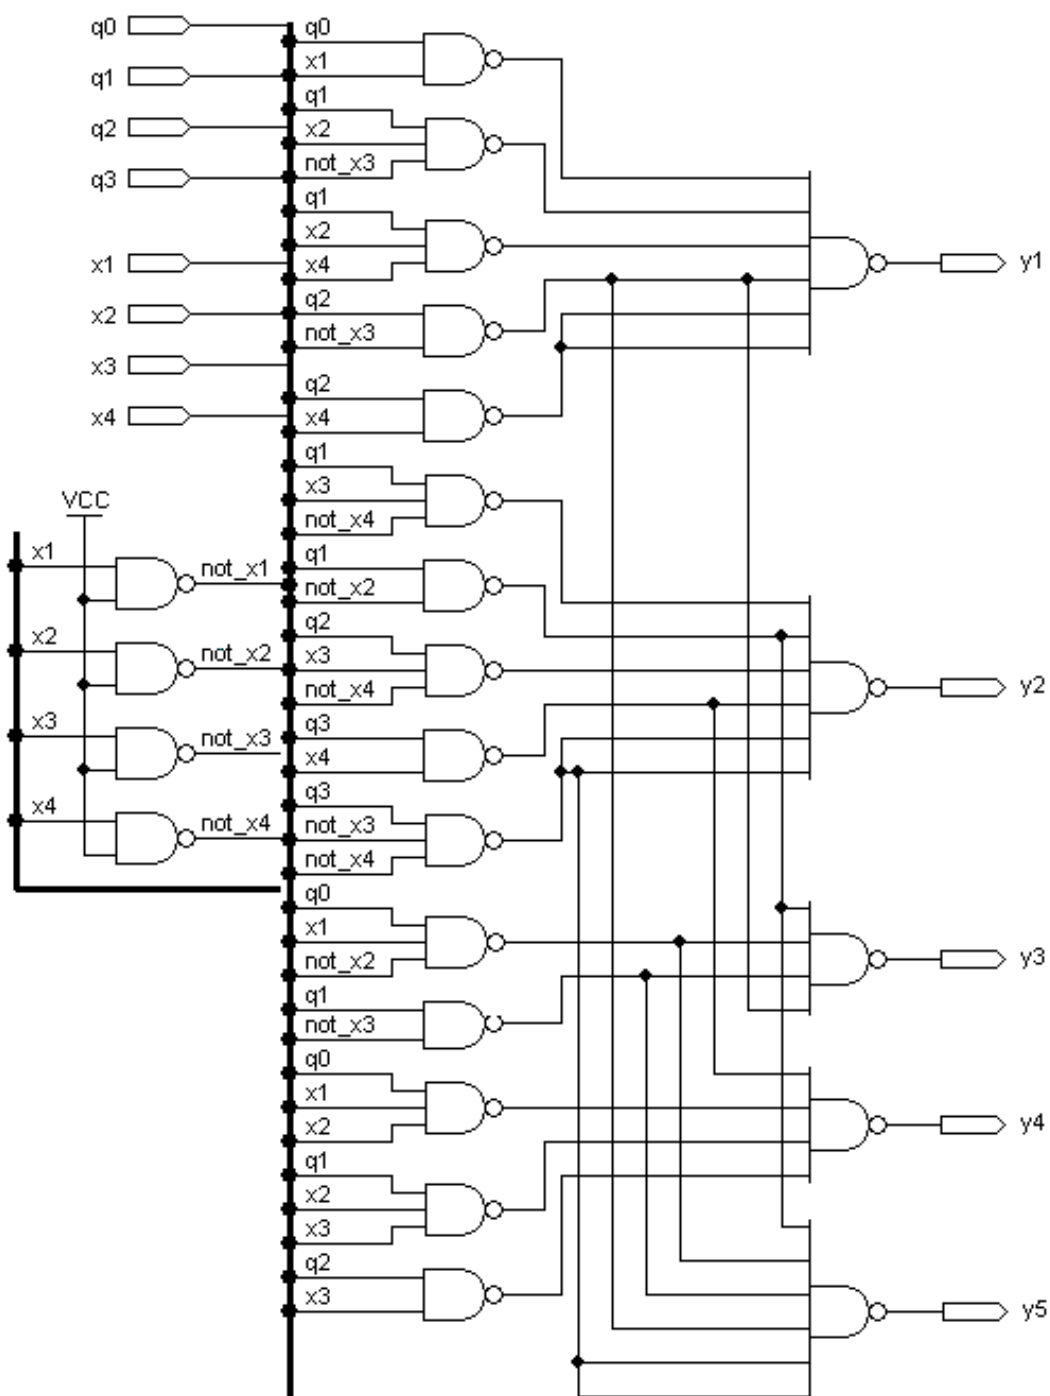 q0
q1
q2
q3
x1
x2
x3
x4
VCC
x1
not_x1
x2
not_x2
x3
not_x3
x4
not_x4
q0
x1
q1
x2
not_x3
q1
x2
x4
q2
not_x3
q2
x4
q1
x3
not_x4
q1
not_x2
q2
x3
not_x4
q3
x4
q3
not_x3
not_x4
q0
x1
not_x2
q1
not_x3
q0
x1
x2
q1
x2
x3
q2
x3
y1
y2
y3
y4
y5